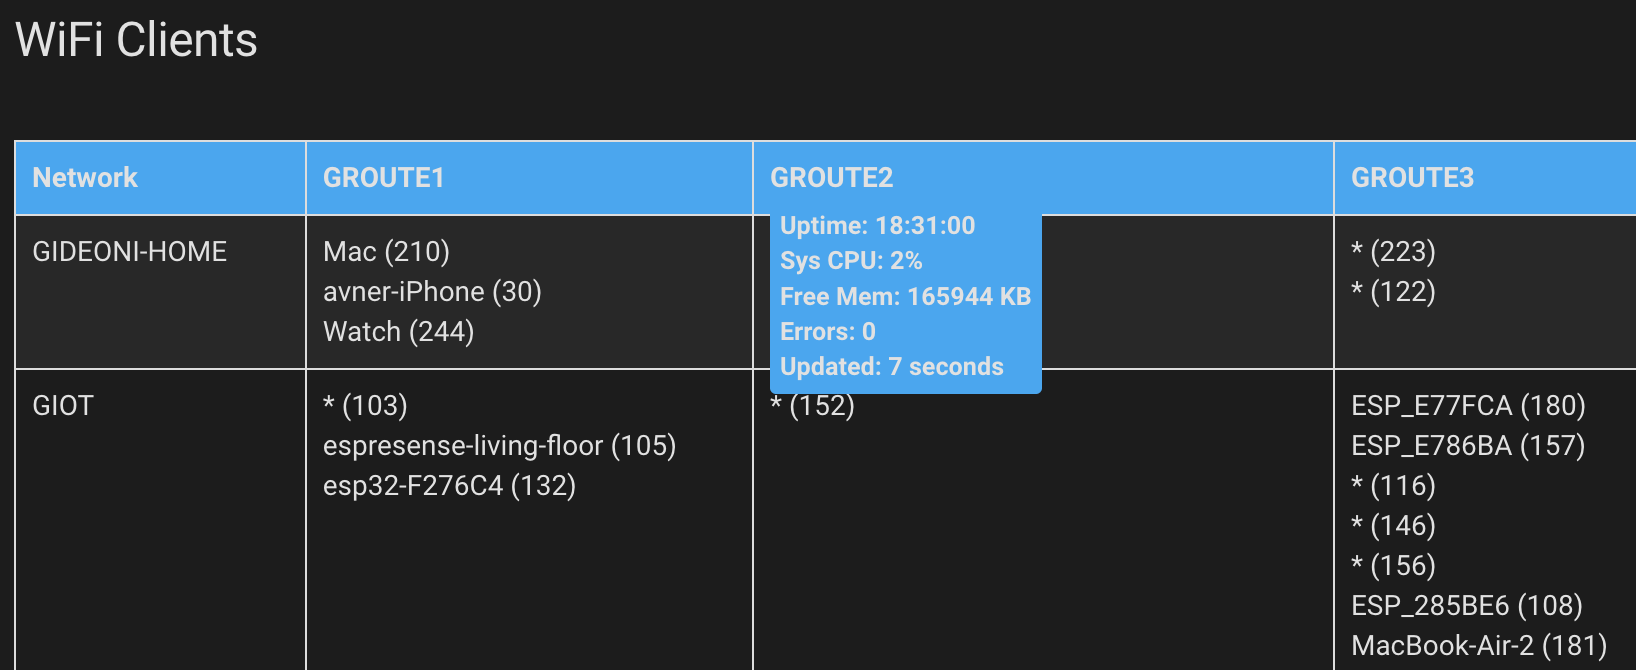 WiFi Clients
Network GROUTE1 GROUTE2 GROUTE3
GIDEONI-HOME
Mac (210)
avner-iPhone (30)
Watch (244)
Uptime: 18:31:00
Sys CPU: 2%
Free Mem: 165944 KB
Errors: 0
Updated: 7 seconds
* (223)
* (122)
GIOT
* (103)
espresense-living-floor (105)
esp32-F276C4 (132)
* (152)
ESP_E77FCA (180)
ESP_E786BA (157)
* (116)
* (146)
* (156)
ESP_285BE6 (108)
MacBook-Air-2 (181)